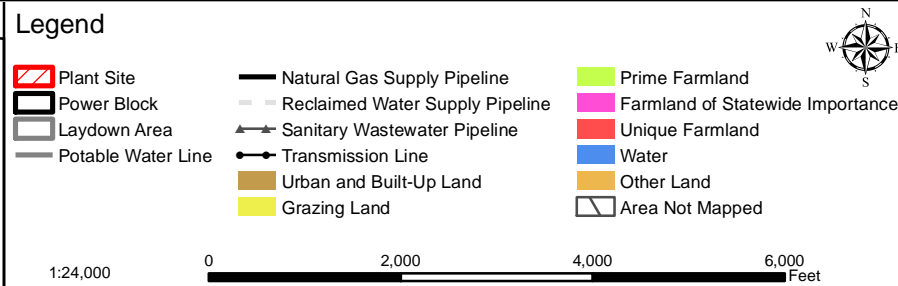 Legend
N
W
E
S
Plant Site
Power Block
Laydown Area
Potable Water Line
Natural Gas Supply Pipeline
Reclaimed Water Supply Pipeline
Sanitary Wastewater Pipeline
Transmission Line
Urban and Built-Up Land
Grazing Land
Prime Farmland
Farmland of Statewide Importance
Unique Farmland
Water
Other Land
Area Not Mapped
1:24,000
0 2,000 4,000 6,000
Feet